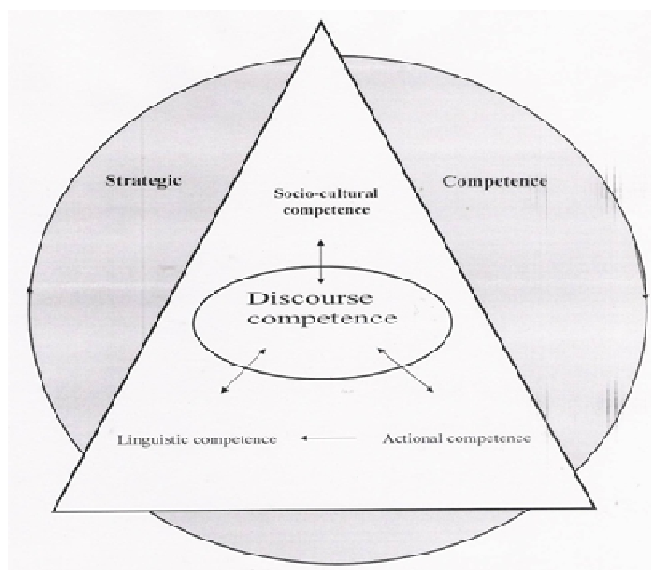 Strategic
Competence
Socio-cultural
competence
Discourse
competence
Linguistic competence
Actional competence